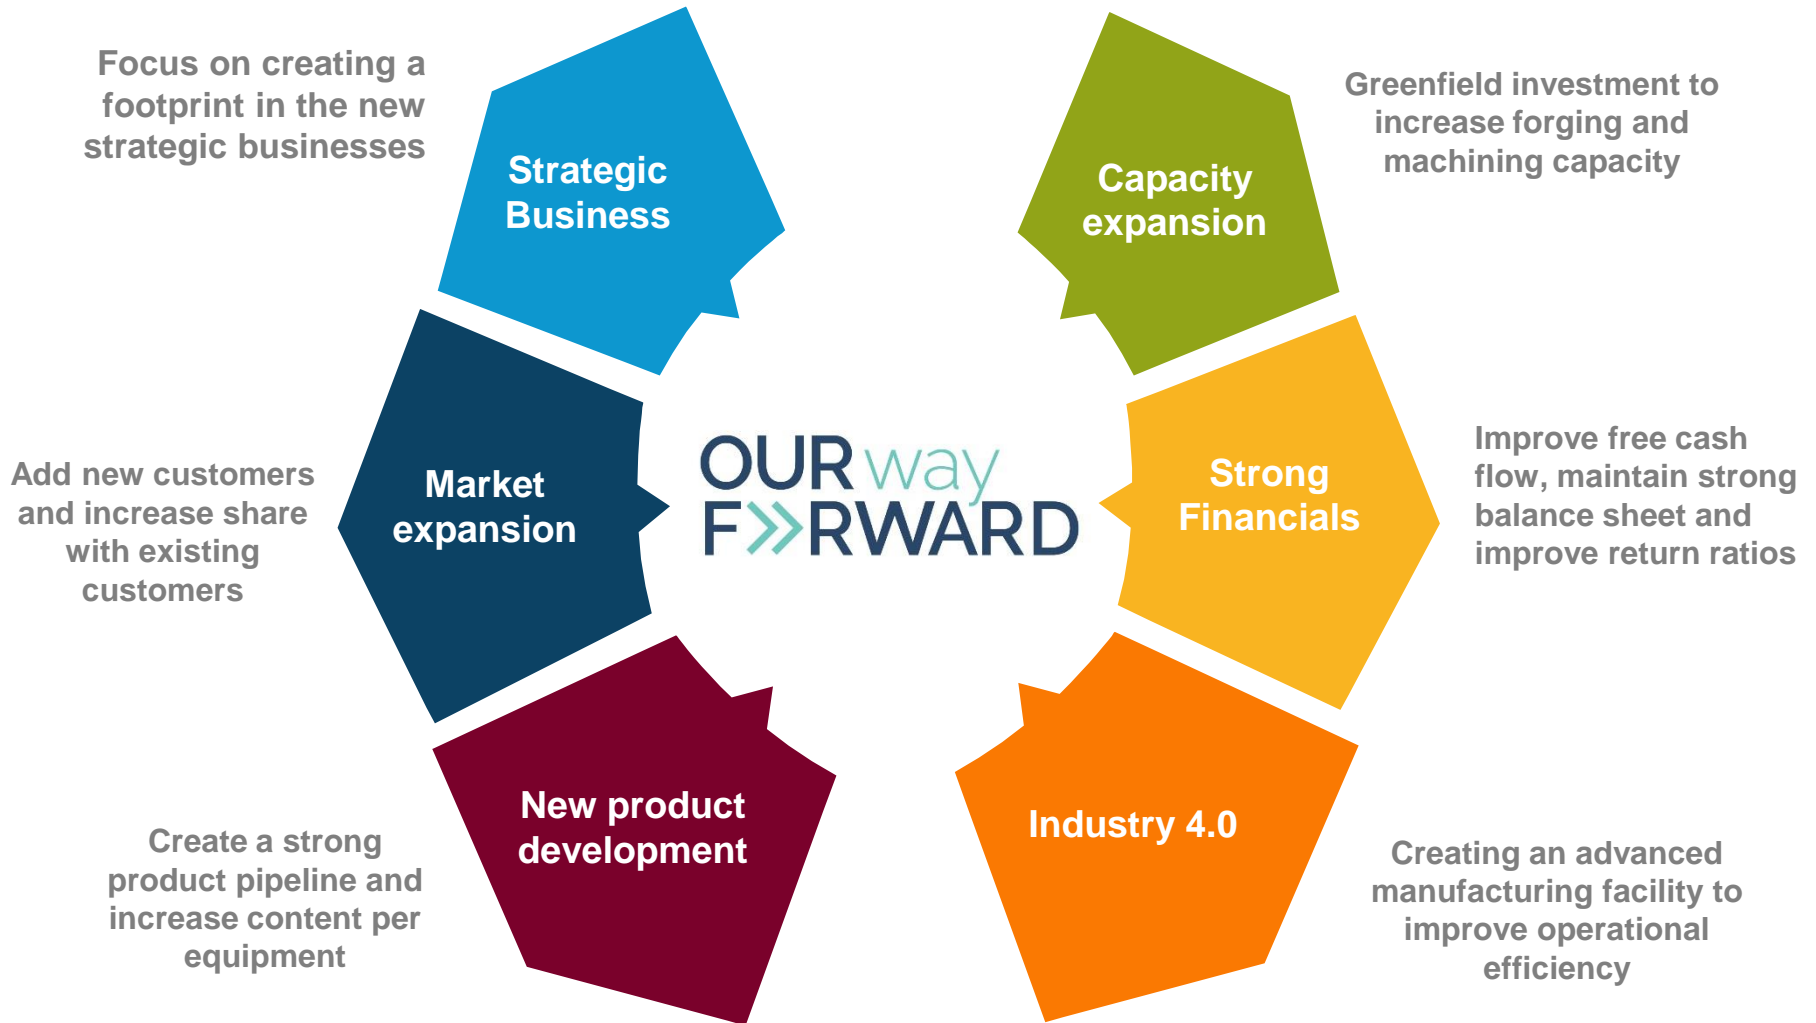 Focus on creating a
footprint in the new
strategic businesses
Strategic
Business
Capacity
expansion
Greenfield investment to
increase forging and
machining capacity
Add new customers
and increase share
with existing
customers
Market
expansion
OUR way
F>>RWARD
Strong
Financials
Improve free cash
flow, maintain strong
balance sheet and
improve return ratios
Create a strong
product pipeline and
increase content per
equipment
New product
development
Industry 4.0
Creating an advanced
manufacturing facility to
improve operational
efficiency